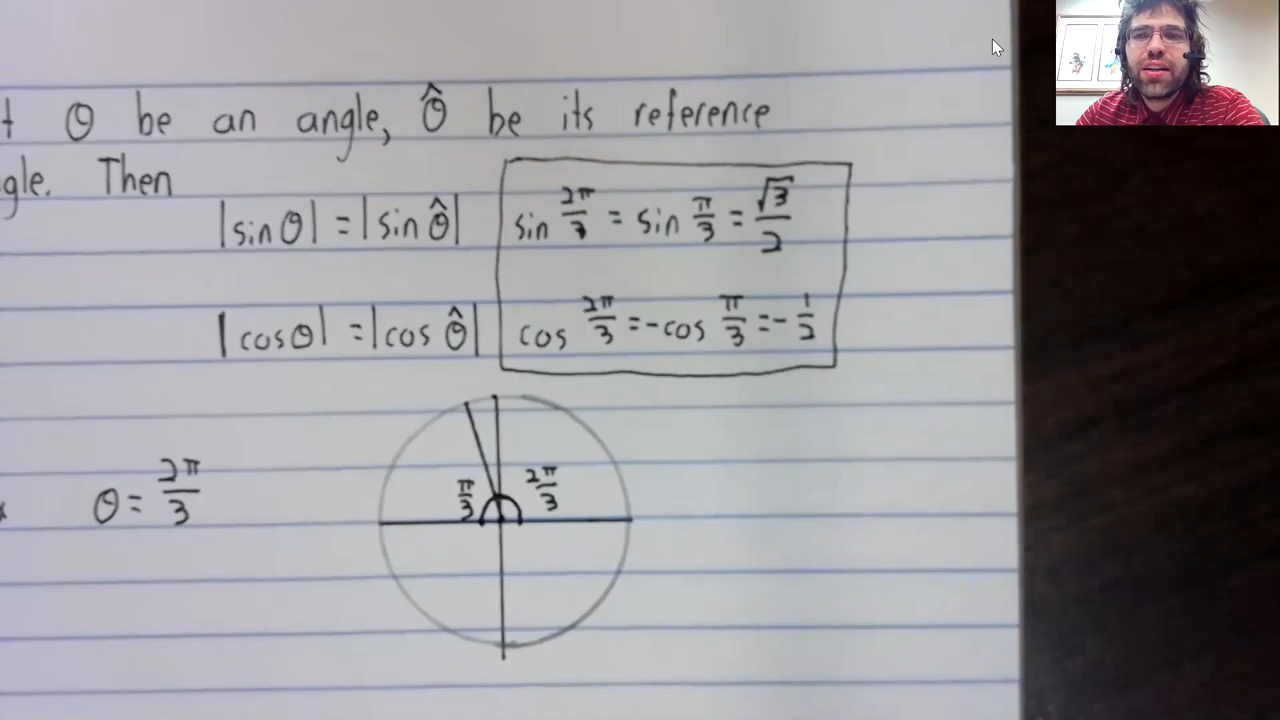 θ be an angle, θ̂ be its reference
gle. Then
|sin θ| = |sin θ̂|
sin 2π/3 = sin π/3 = √3/2
|cos θ| = |cos θ̂|
cos 2π/3 = -cos π/3 = -1/2
θ = 2π/3
π/3
2π/3